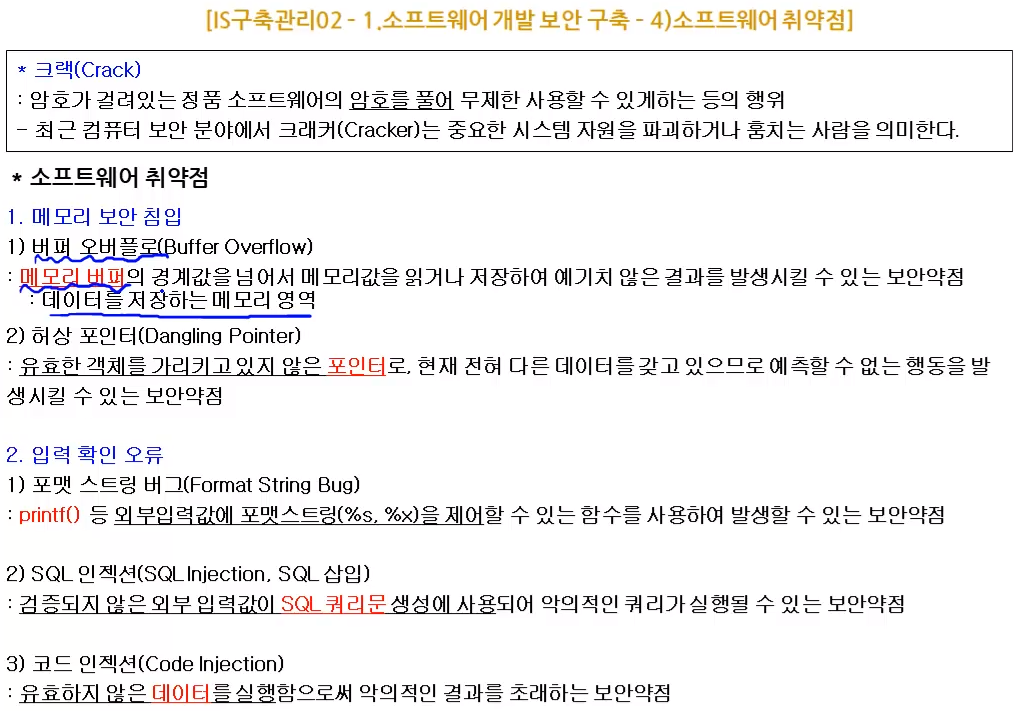 [IS구축관리02 - 1.소프트웨어 개발 보안 구축 - 4)소프트웨어 취약점]
* 크랙(Crack)
: 암호가 걸려있는 정품 소프트웨어의 암호를 풀어 무제한 사용할 수 있게하는 등의 행위
- 최근 컴퓨터 보안 분야에서 크래커(Cracker)는 중요한 시스템 자원을 파괴하거나 훔치는 사람을 의미한다.
* 소프트웨어 취약점
1. 메모리 보안 침입
1) 버퍼 오버플로(Buffer Overflow)
: 메모리 버퍼의 경계값을 넘어서 메모리값을 읽거나 저장하여 예기치 않은 결과를 발생시킬 수 있는 보안약점
: 데이터를 저장하는 메모리 영역
2) 허상 포인터(Dangling Pointer)
: 유효한 객체를 가리키고 있지 않은 포인터로, 현재 전혀 다른 데이터를 갖고 있으므로 예측할 수 없는 행동을 발
생시킬 수 있는 보안약점
2. 입력 확인 오류
1) 포맷 스트링 버그(Format String Bug)
: printf() 등 외부입력값에 포맷스트링(%s, %x)을 제어할 수 있는 함수를 사용하여 발생할 수 있는 보안약점
2) SQL 인젝션(SQL Injection, SQL 삽입)
: 검증되지 않은 외부 입력값이 SQL 쿼리문 생성에 사용되어 악의적인 쿼리가 실행될 수 있는 보안약점
3) 코드 인젝션(Code Injection)
: 유효하지 않은 데이터를 실행함으로써 악의적인 결과를 초래하는 보안약점